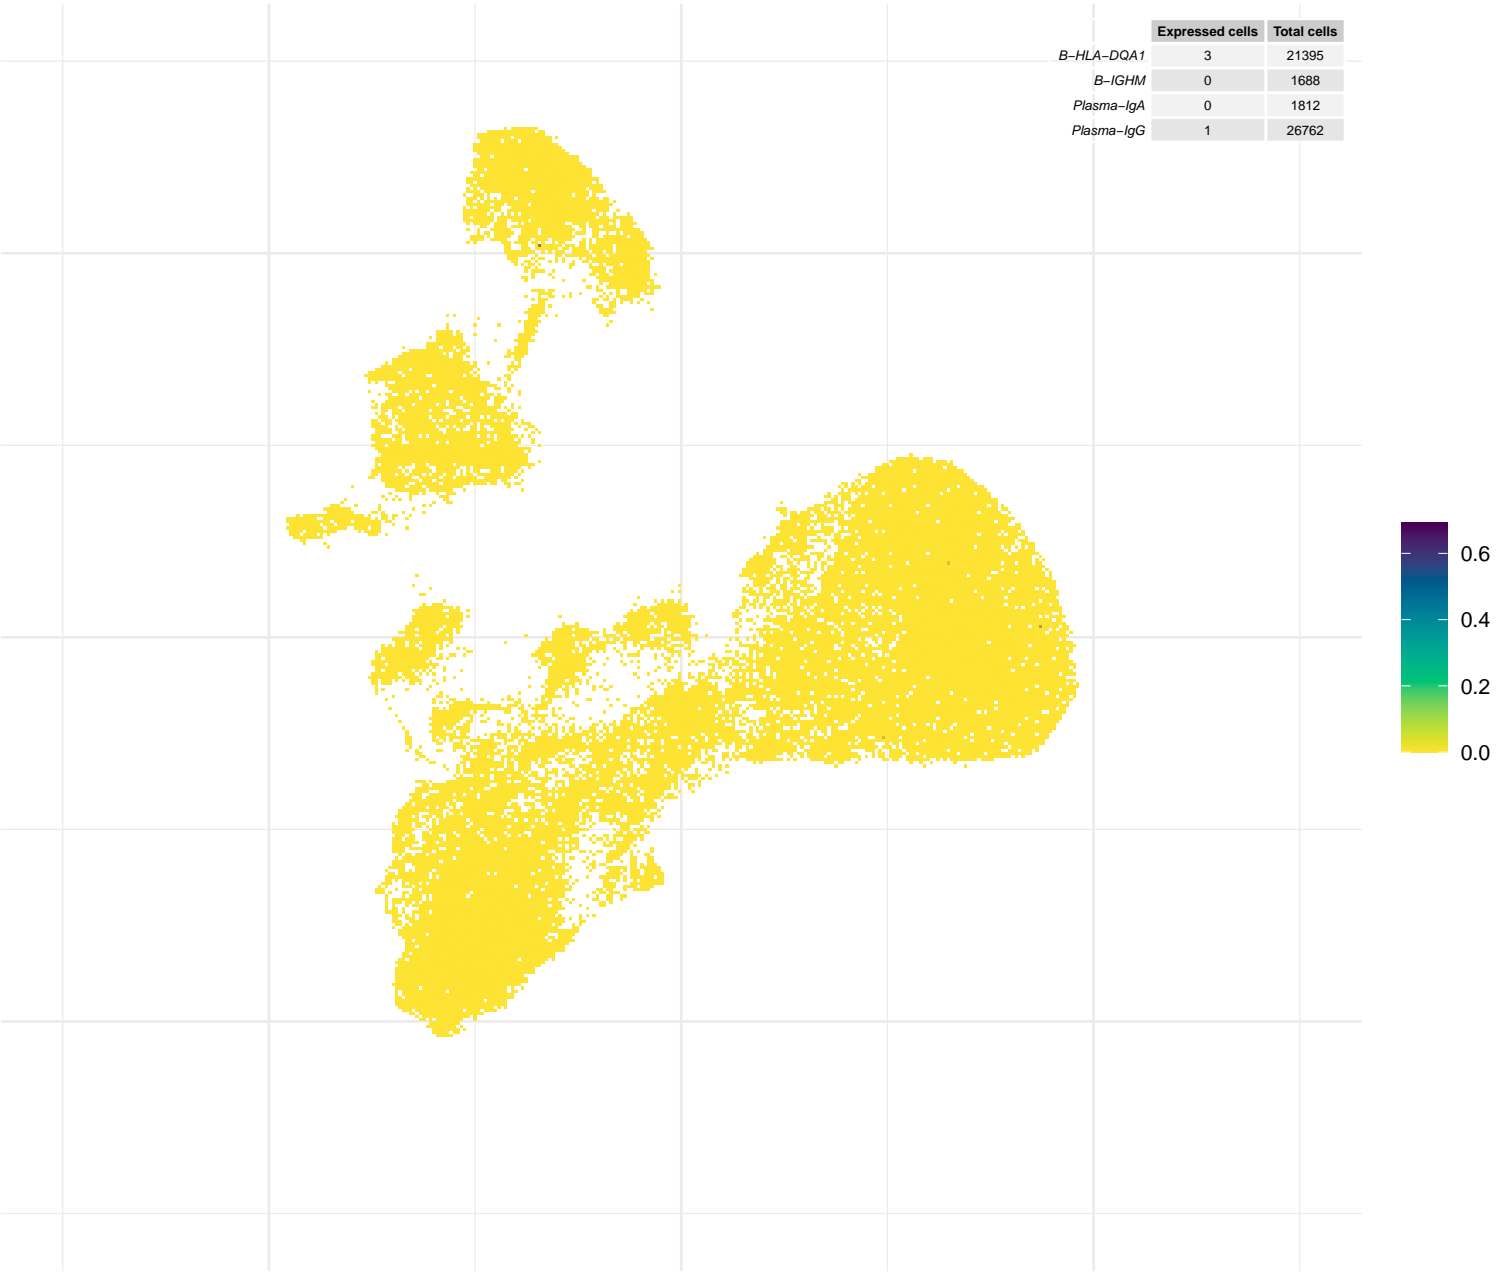 Expressed cells Total cells
B−HLA−DQA1 3 21395
B−IGHM 0 1688
Plasma−IgA 0 1812
Plasma−IgG 1 26762
0.6
0.4
0.2
0.0